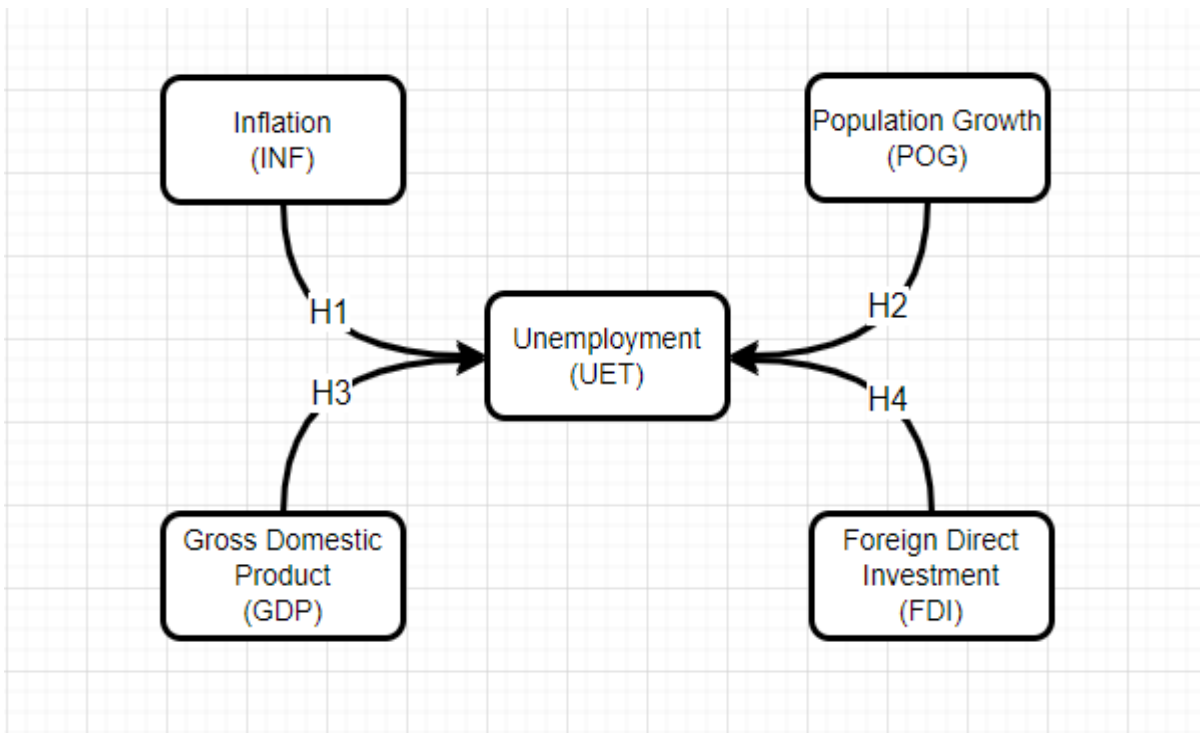 Inflation
(INF)
Population Growth
(POG)
H1
H2
Unemployment
(UET)
H3
H4
Gross Domestic
Product
(GDP)
Foreign Direct
Investment
(FDI)